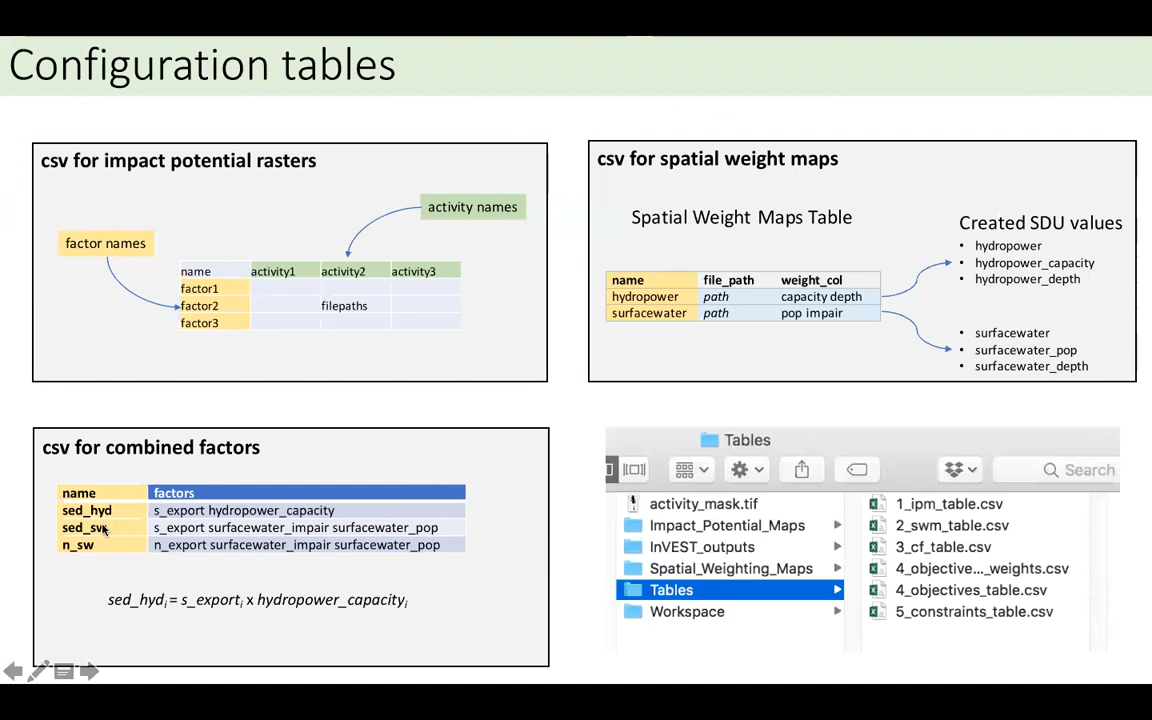 Configuration tables
csv for impact potential rasters
activity names
factor names
name activity1 activity2 activity3
factor1
factor2 filepaths
factor3
csv for spatial weight maps
Spatial Weight Maps Table
name file_path weight_col
hydropower path capacity depth
surfacewater path pop impair
Created SDU values
• hydropower
• hydropower_capacity
• hydropower_depth
• surfacewater
• surfacewater_pop
• surfacewater_depth
csv for combined factors
name factors
sed_hyd s_export hydropower_capacity
sed_sw s_export surfacewater_impair surfacewater_pop
n_sw n_export surfacewater_impair surfacewater_pop
sed_hydi = s_exporti x hydropower_capacityi
Tables
Search
activity_mask.tif
Impact_Potential_Maps
InVEST_outputs
Spatial_Weighting_Maps
Tables
Workspace
1_ipm_table.csv
2_swm_table.csv
3_cf_table.csv
4_objective..._weights.csv
4_objectives_table.csv
5_constraints_table.csv